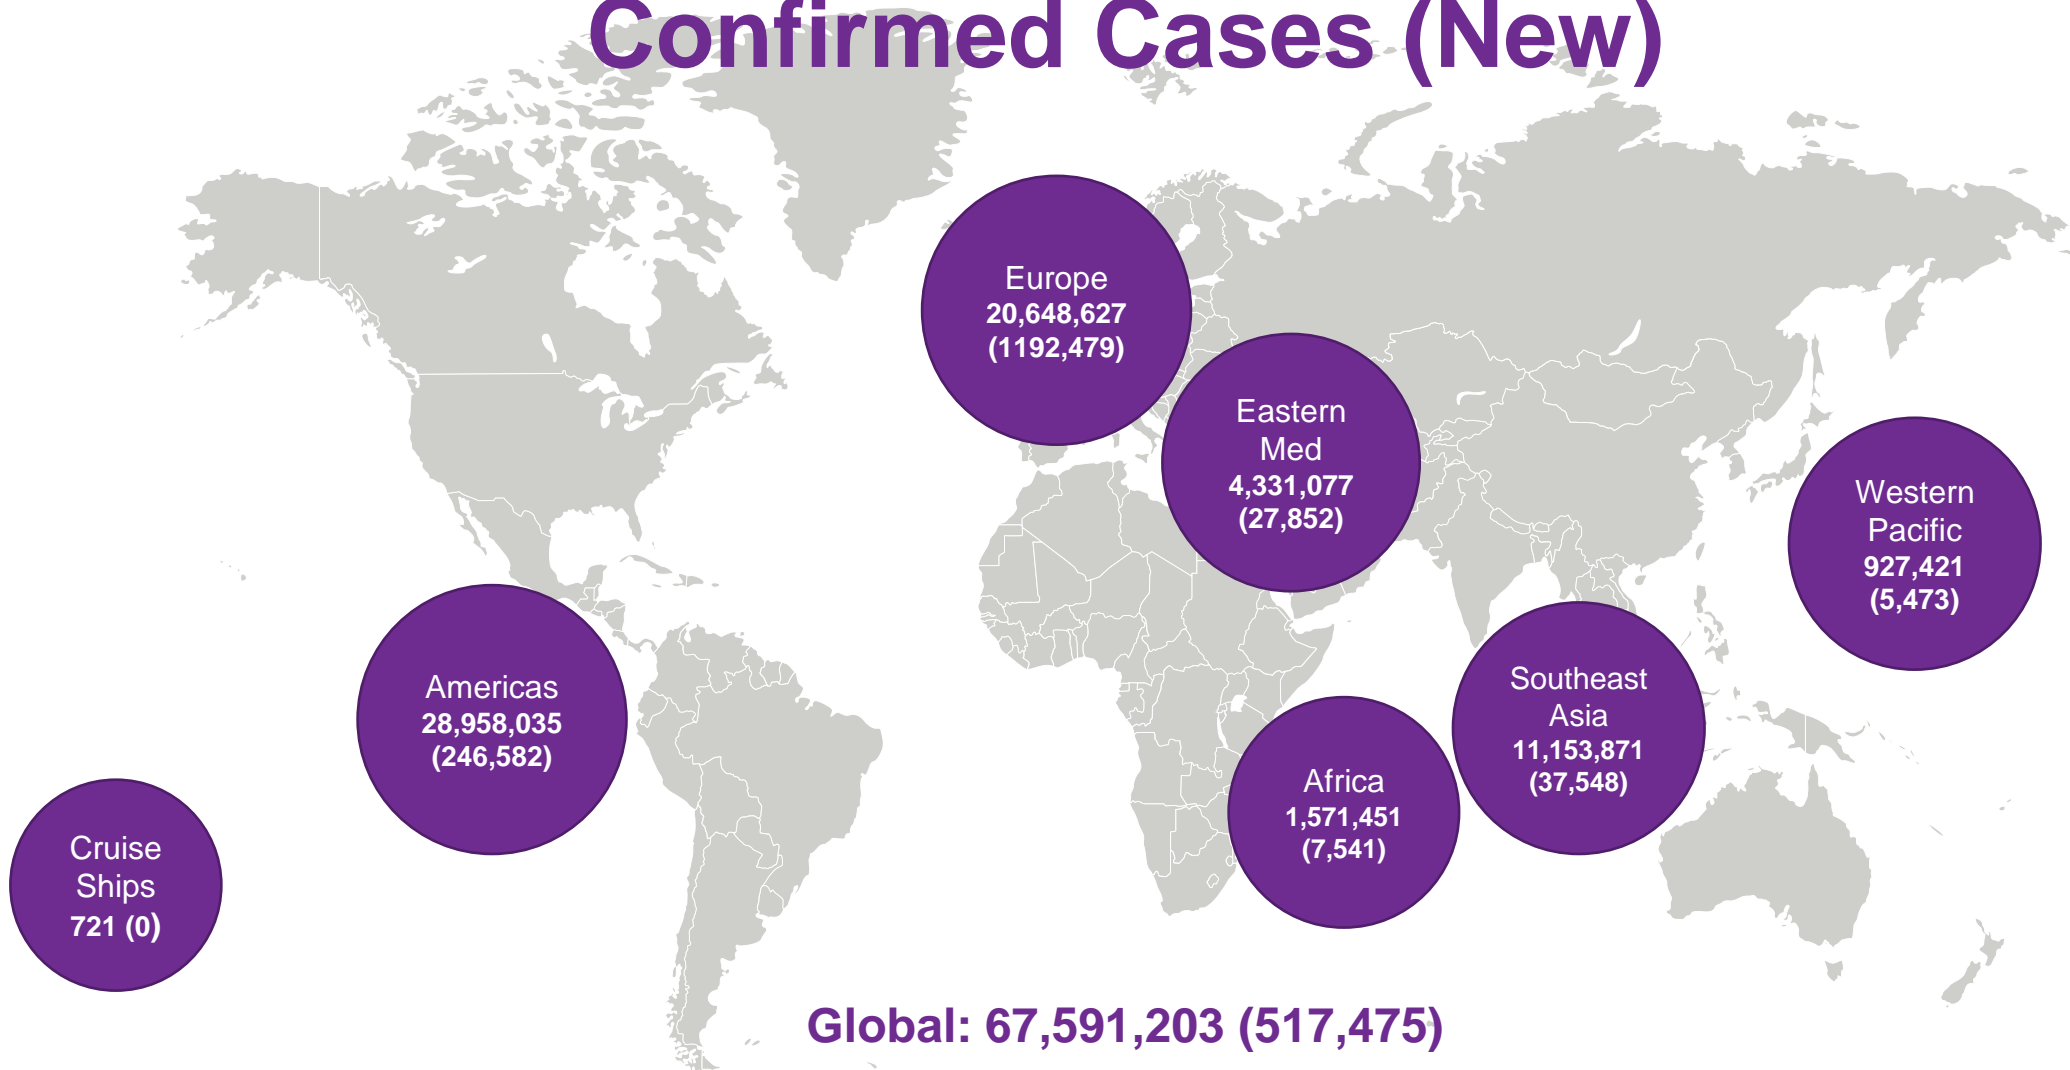 Confirmed Cases (New)
Europe
20,648,627
(1192,479)
Eastern
Med
4,331,077
(27,852)
Western
Pacific
927,421
(5,473)
Americas
28,958,035
(246,582)
Southeast
Asia
11,153,871
(37,548)
Africa
1,571,451
(7,541)
Cruise
Ships
721 (0)
Global: 67,591,203 (517,475)